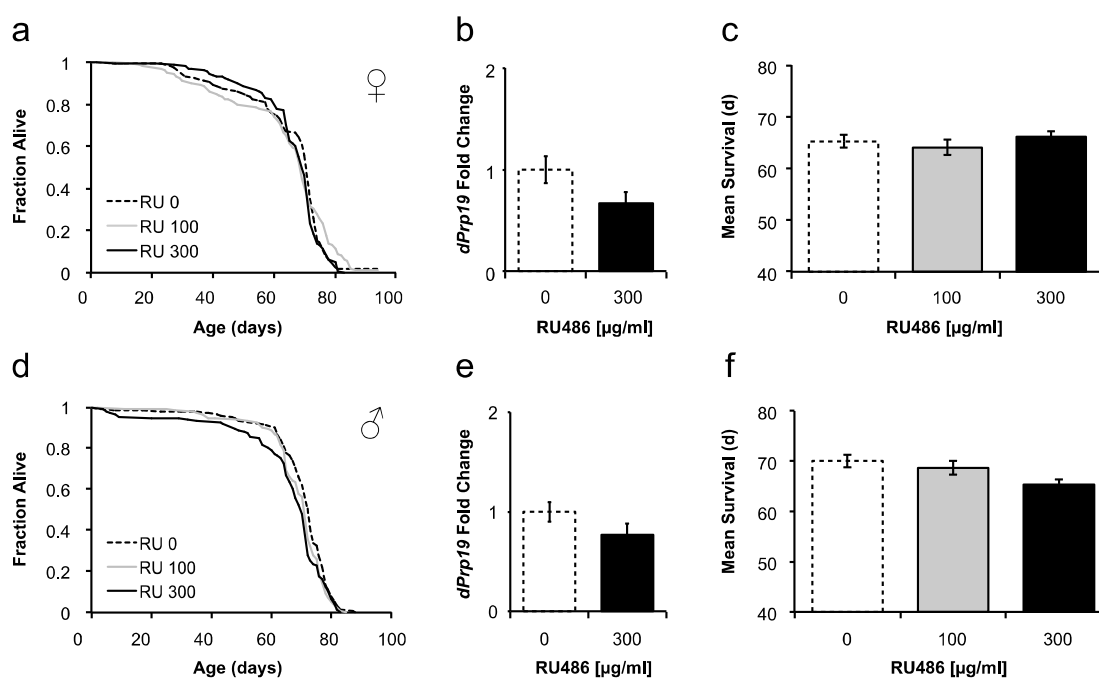 a
Fraction Alive
1
0.8
0.6
0.4
0.2
0
♀
RU 0
RU 100
RU 300
0 20 40 60 80 100
Age (days)
b
dPrp19 Fold Change
2
1
0
0 300
RU486 [µg/ml]
c
Mean Survival (d)
80
70
60
50
40
0 100 300
RU486 [µg/ml]
d
Fraction Alive
1
0.8
0.6
0.4
0.2
0
♂
RU 0
RU 100
RU 300
0 20 40 60 80 100
Age (days)
e
dPrp19 Fold Change
2
1
0
0 300
RU486 [µg/ml]
f
Mean Survival (d)
80
70
60
50
40
0 100 300
RU486 [µg/ml]